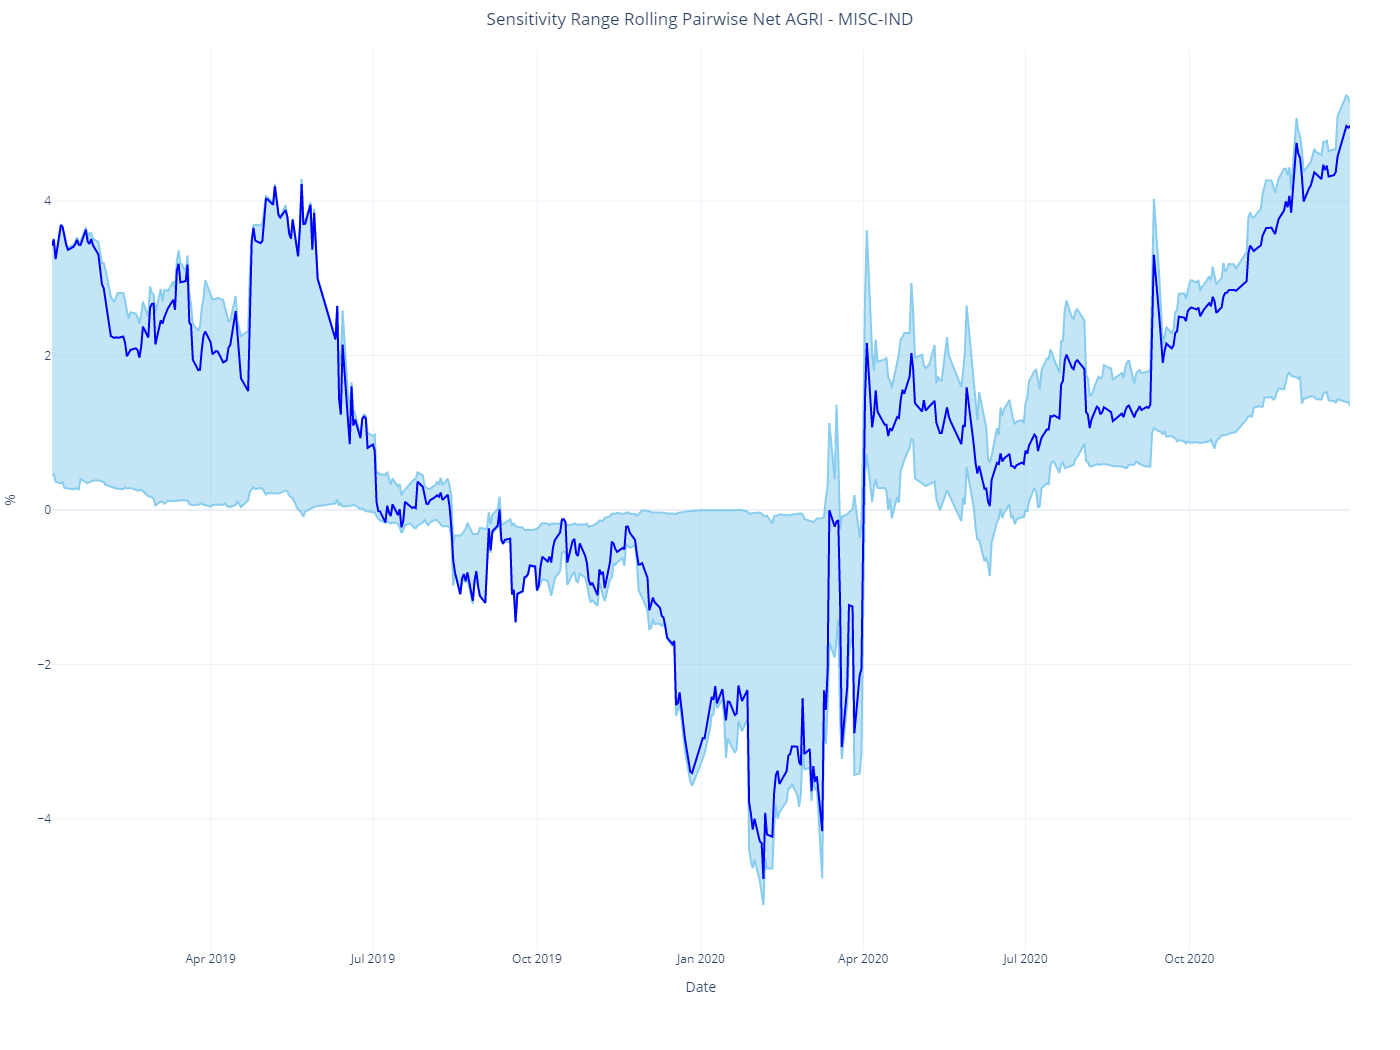 Sensitivity Range Rolling Pairwise Net AGRI - MISC-IND
4
2
0
−2
−4
%
Apr 2019
Jul 2019
Oct 2019
Jan 2020
Apr 2020
Jul 2020
Oct 2020
Date